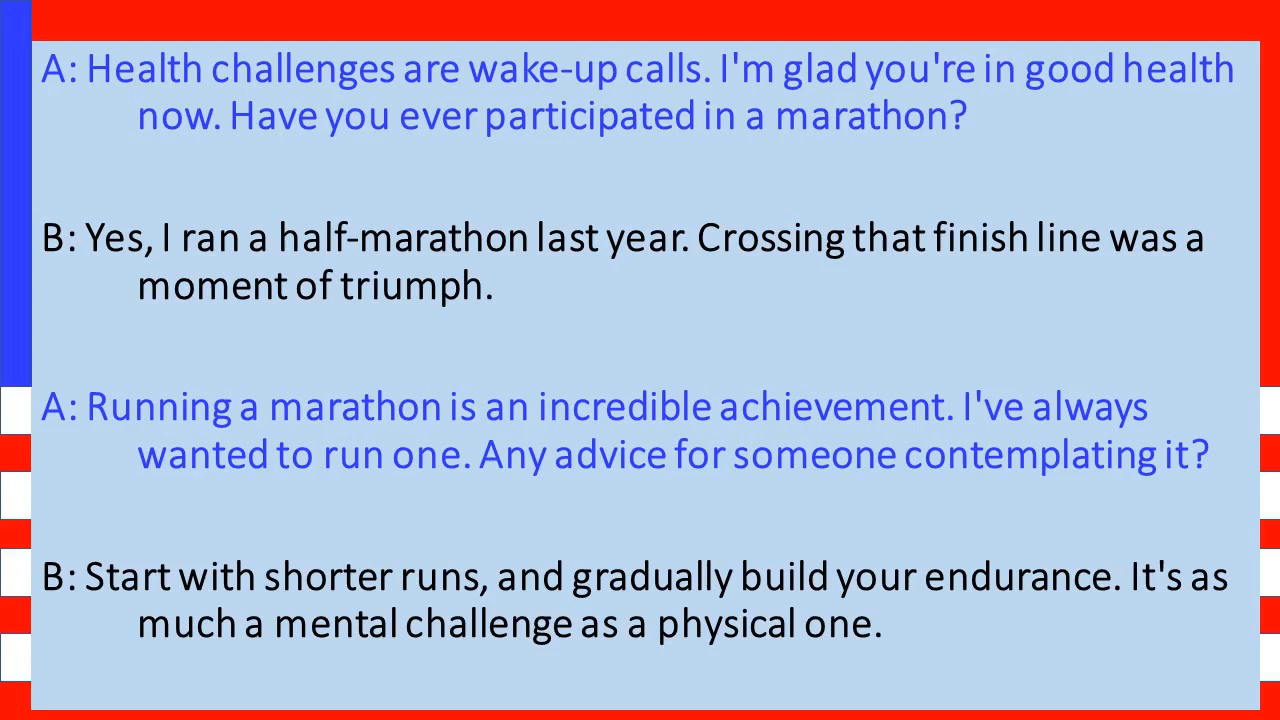 A: Health challenges are wake-up calls. I'm glad you're in good health
now. Have you ever participated in a marathon?
B: Yes, I ran a half-marathon last year. Crossing that finish line was a
moment of triumph.
A: Running a marathon is an incredible achievement. I've always
wanted to run one. Any advice for someone contemplating it?
B: Start with shorter runs, and gradually build your endurance. It's as
much a mental challenge as a physical one.